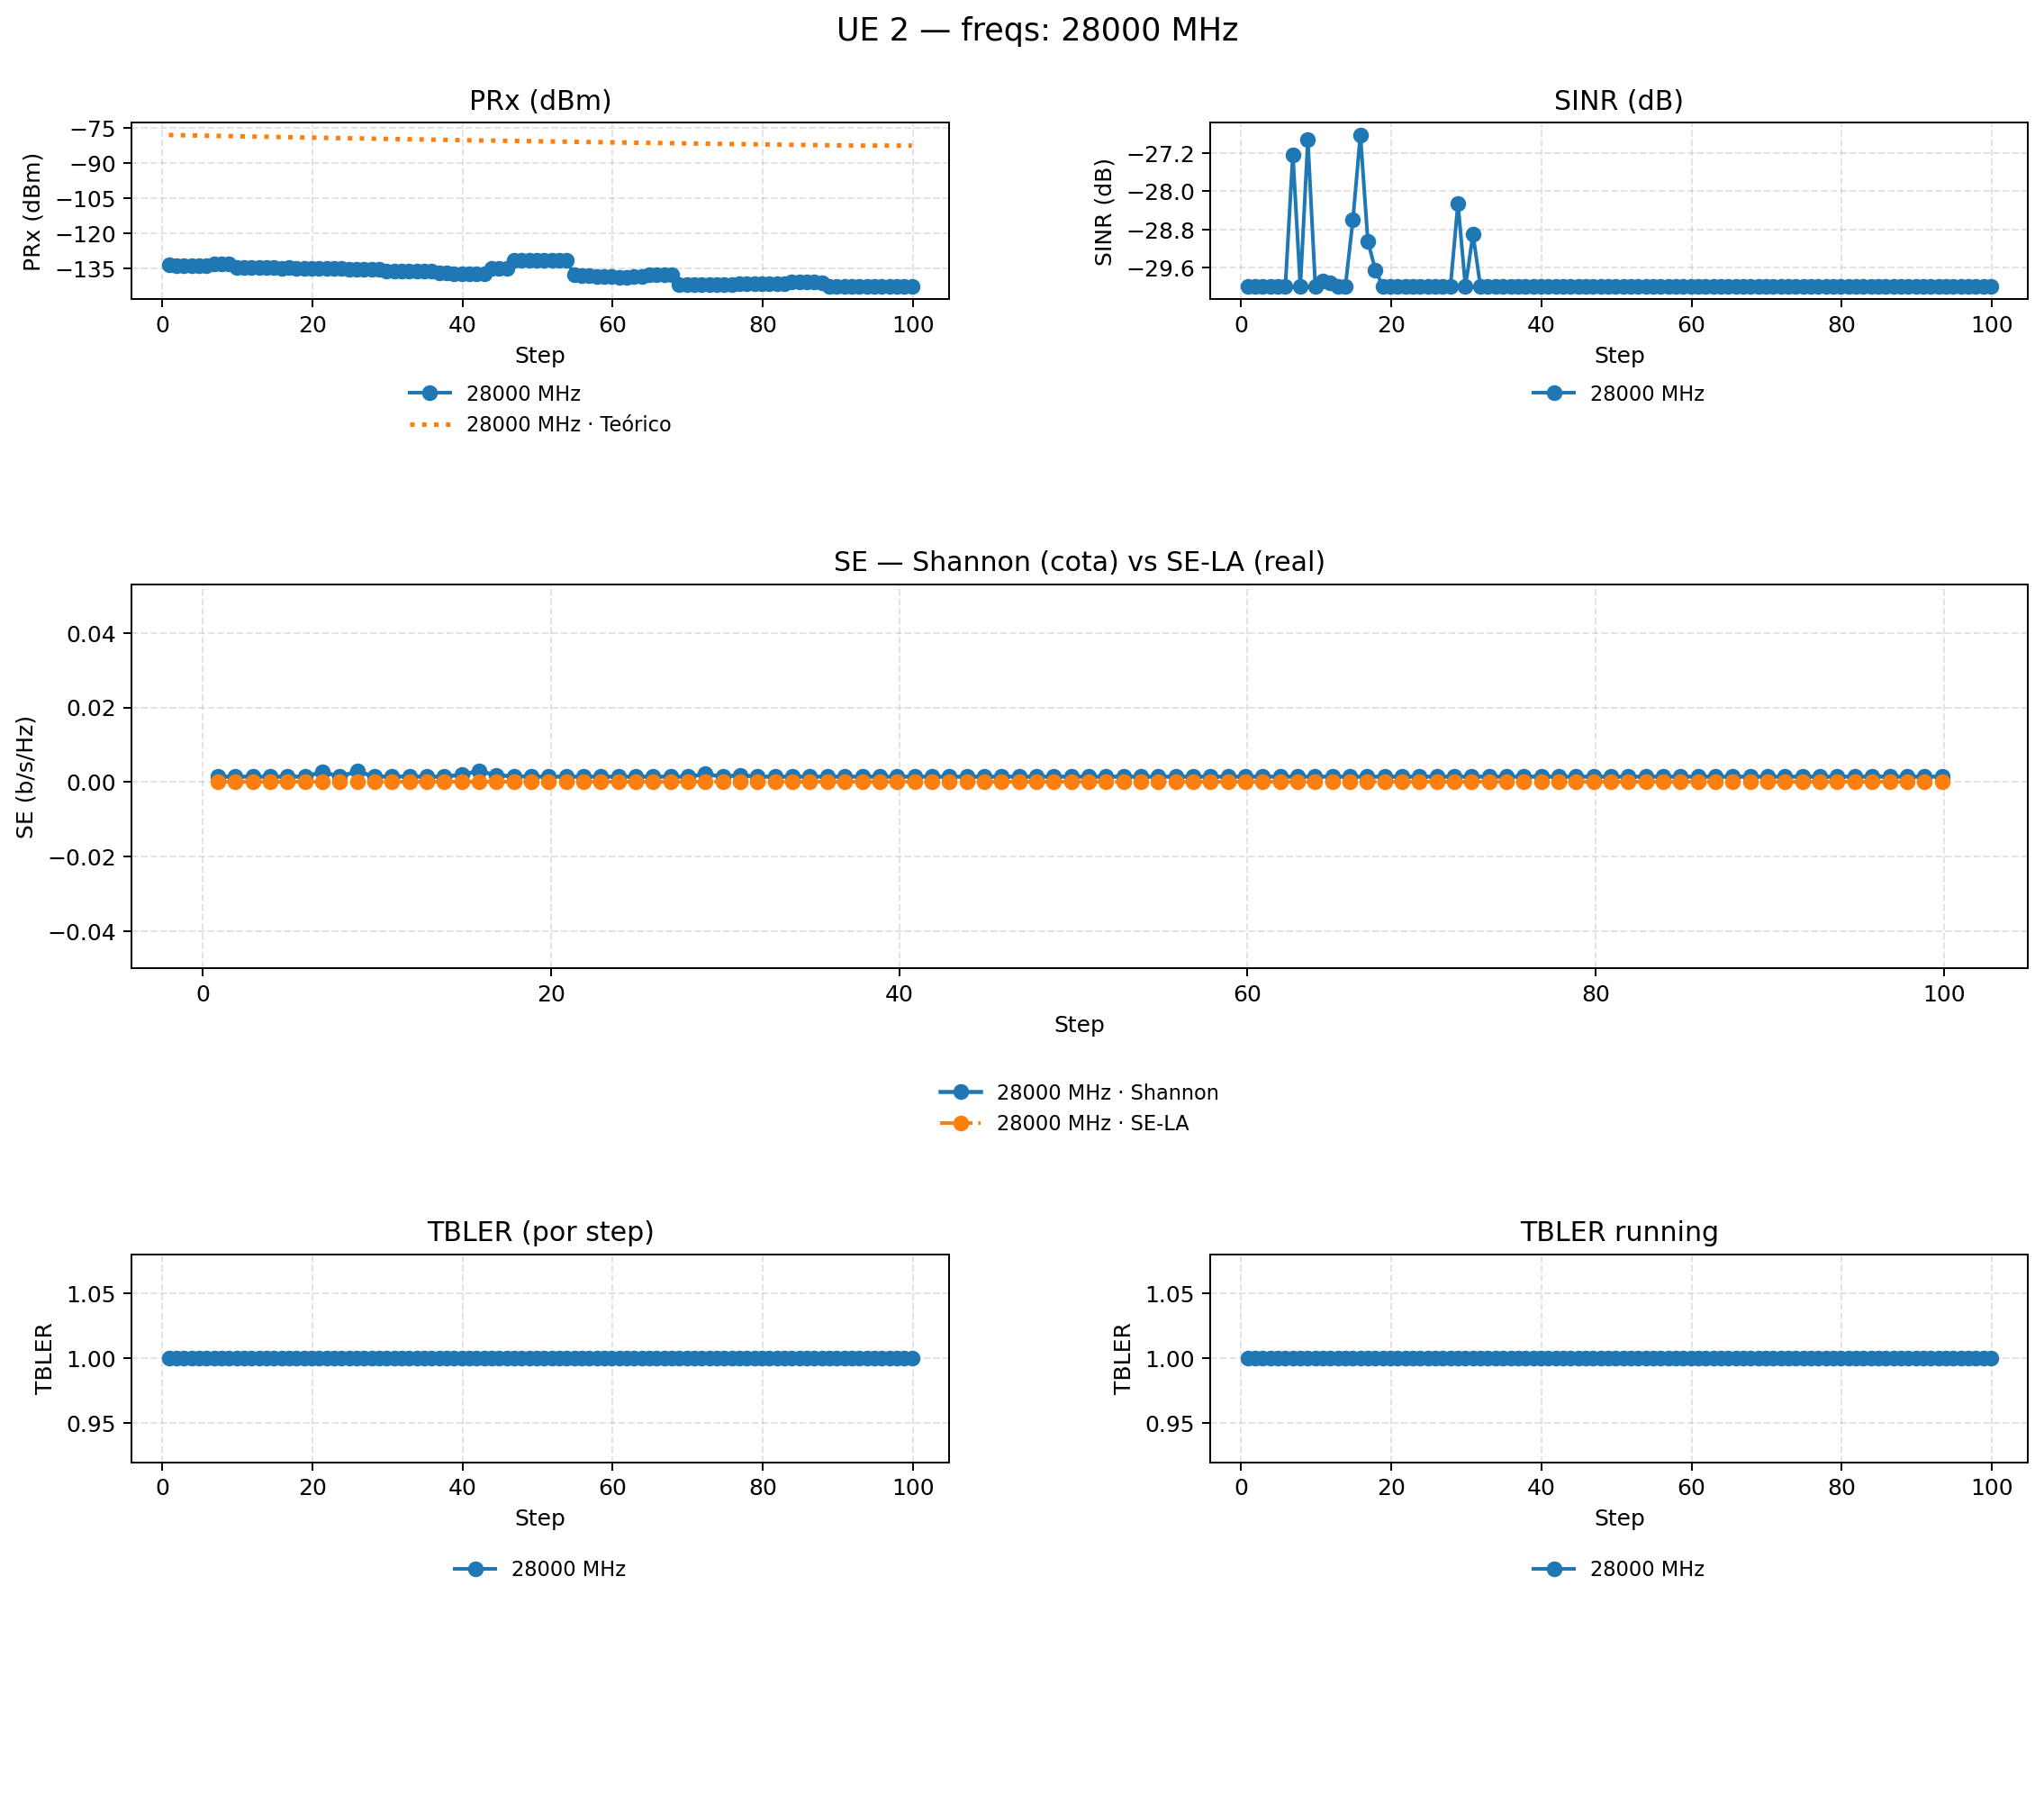 UE 2 — freqs: 28000 MHz
PRx (dBm)
PRx (dBm)
−75
−90
−105
−120
−135
0 20 40 60 80 100
Step
28000 MHz
28000 MHz · Teórico
SINR (dB)
SINR (dB)
−27.2
−28.0
−28.8
−29.6
0 20 40 60 80 100
Step
28000 MHz
SE — Shannon (cota) vs SE-LA (real)
SE (b/s/Hz)
0.04
0.02
0.00
−0.02
−0.04
0 20 40 60 80 100
Step
28000 MHz · Shannon
28000 MHz · SE-LA
TBLER (por step)
TBLER
1.05
1.00
0.95
0 20 40 60 80 100
Step
28000 MHz
TBLER running
TBLER
1.05
1.00
0.95
0 20 40 60 80 100
Step
28000 MHz